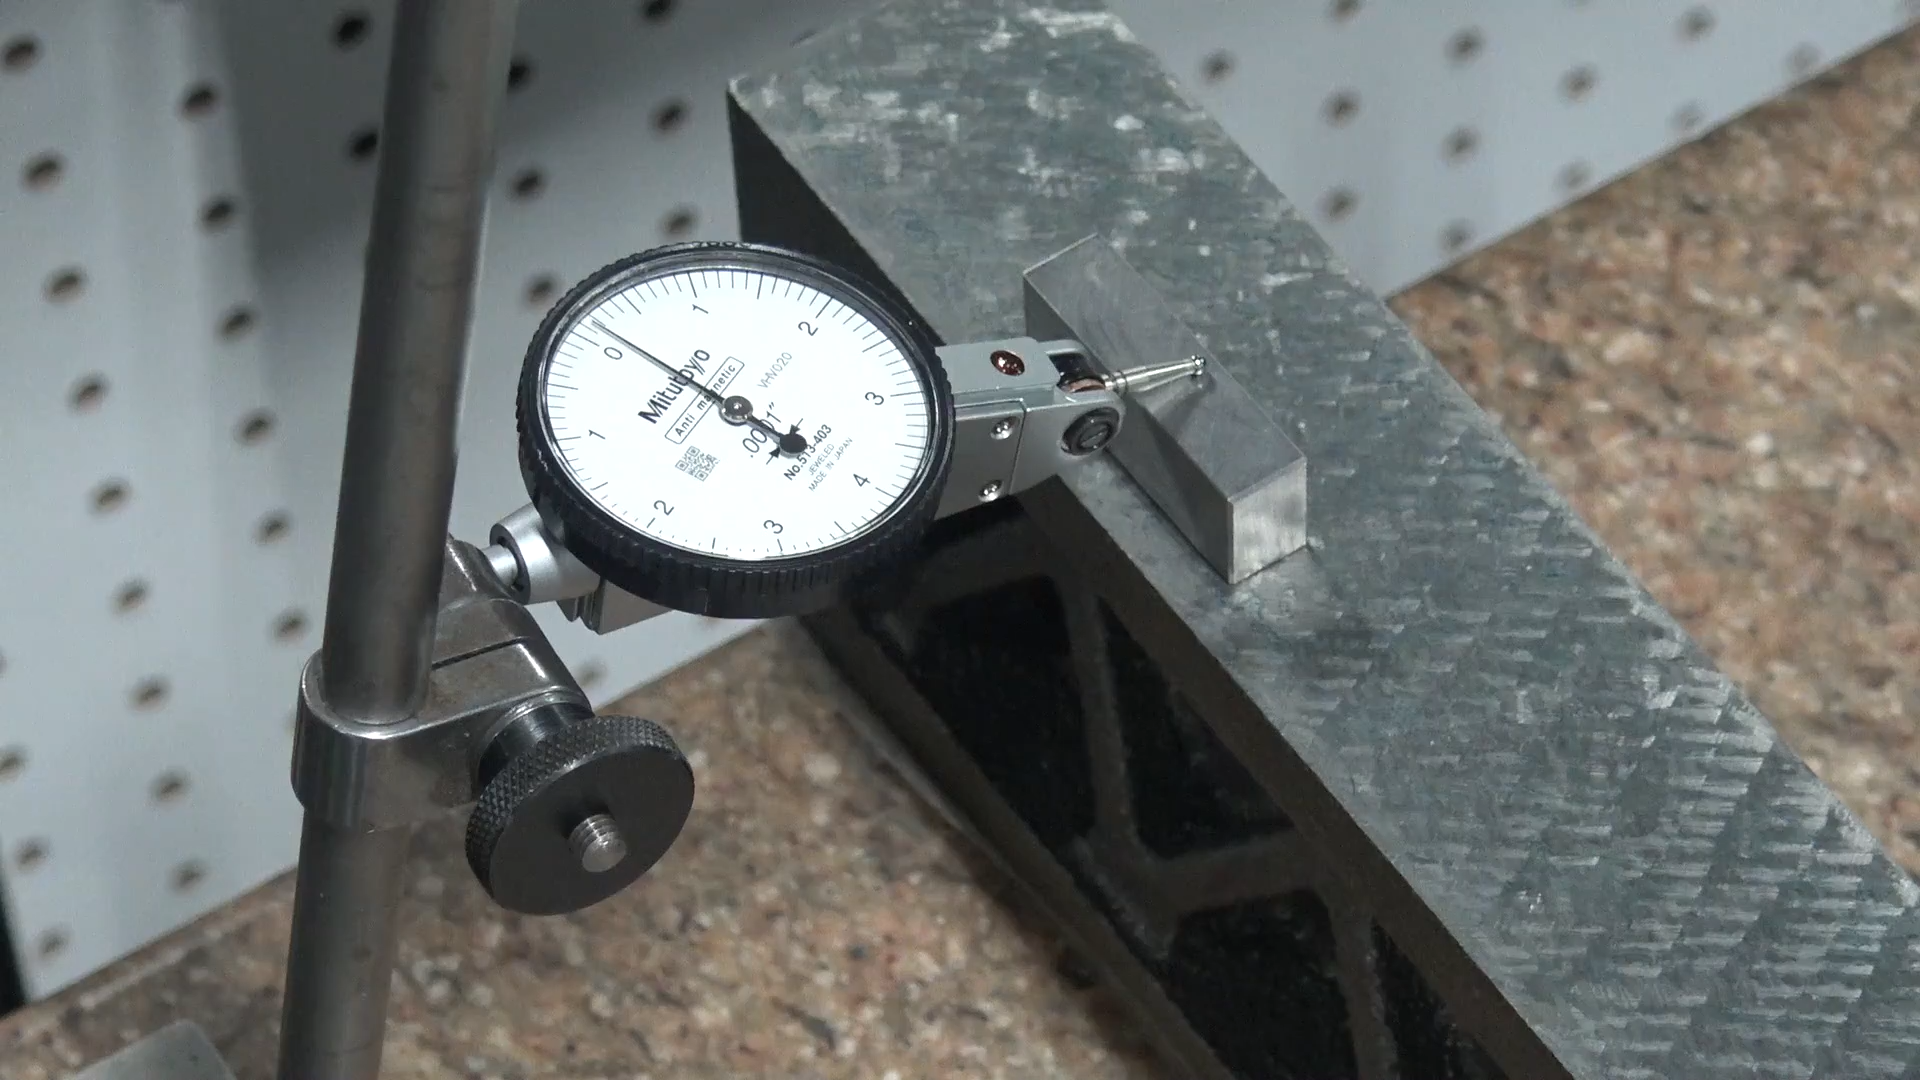 0
1
2
3
4
3
2
1
Mitutoyo
Anti magnetic
VHV020
.0001"
No.513-403
JEWELED
MADE IN JAPAN